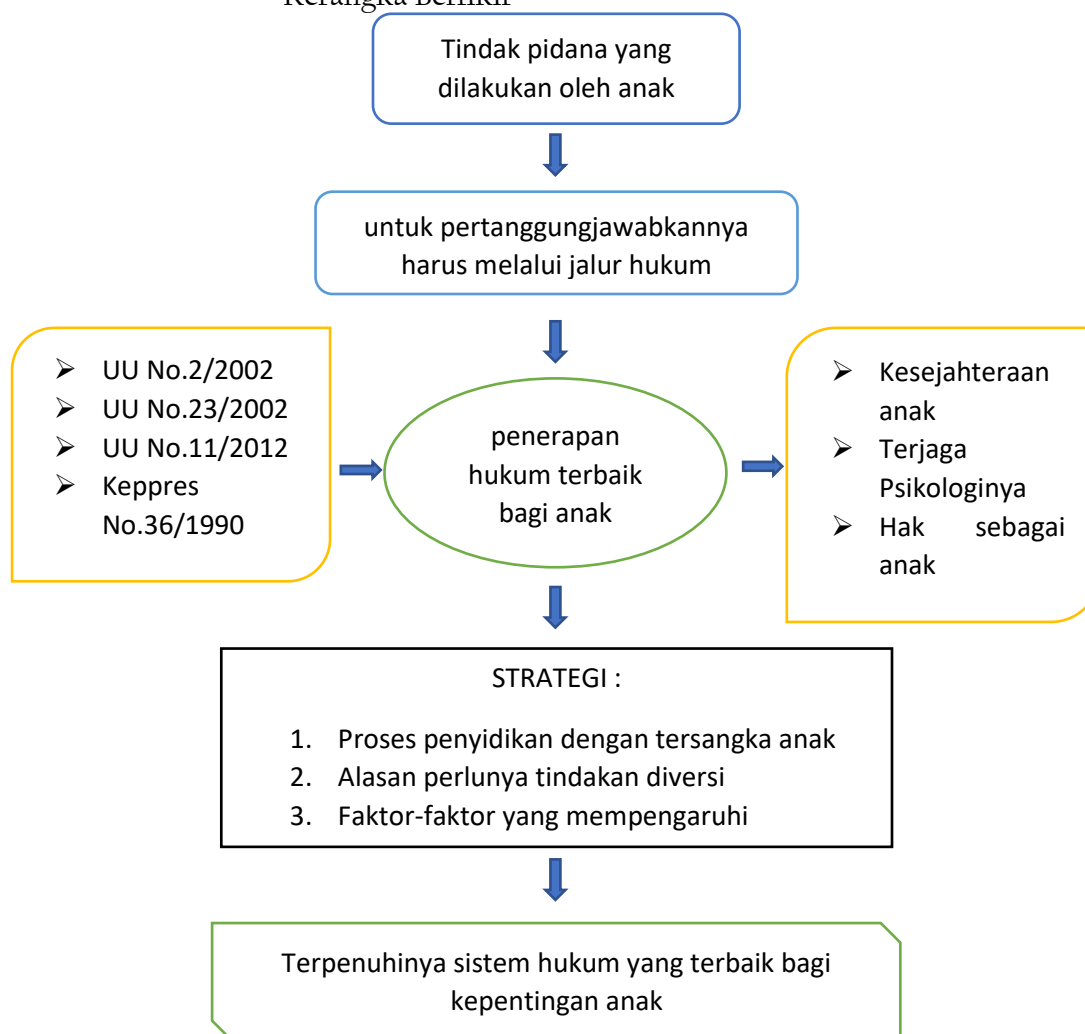 Kerangka Berfikir
Tindak pidana yang
dilakukan oleh anak
untuk pertanggungjawabkannya
harus melalui jalur hukum
➢ UU No.2/2002
➢ UU No.23/2002
➢ UU No.11/2012
➢ Keppres
No.36/1990
penerapan
hukum terbaik
bagi anak
➢ Kesejahteraan
anak
➢ Terjaga
Psikologinya
➢ Hak sebagai
anak
STRATEGI :
1. Proses penyidikan dengan tersangka anak
2. Alasan perlunya tindakan diversi
3. Faktor-faktor yang mempengaruhi
Terpenuhinya sistem hukum yang terbaik bagi
kepentingan anak